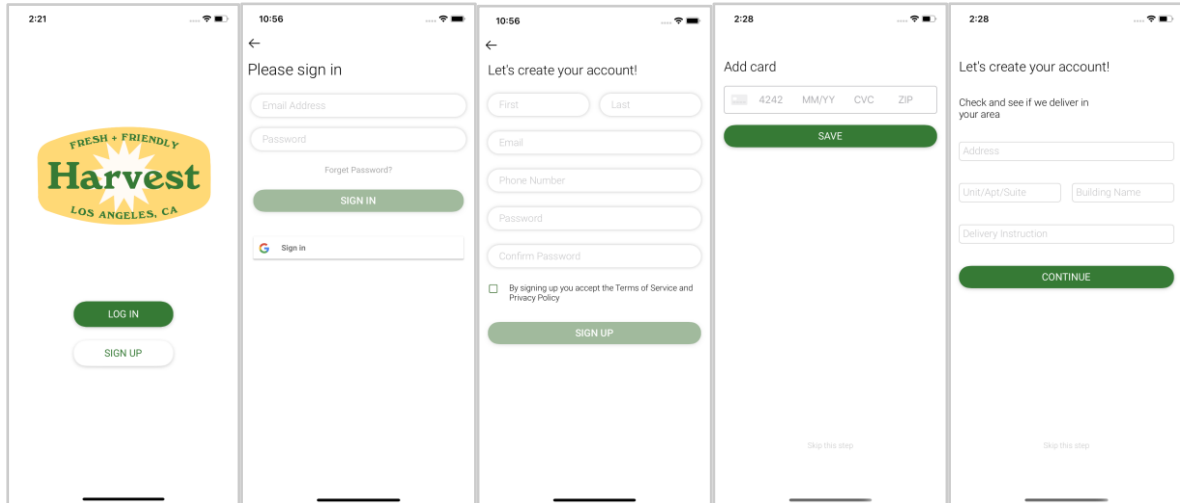 2:21
FRESH + FRIENDLY
Harvest
LOS ANGELES, CA
LOG IN
SIGN UP
10:56
Please sign in
Email Address
Password
Forget Password?
SIGN IN
G Sign in
10:56
Let's create your account!
First Last
Email
Phone Number
Password
Confirm Password
By signing up you accept the Terms of Service and
Privacy Policy
SIGN UP
2:28
Add card
4242 MM/YY CVC ZIP
SAVE
Skip this step
2:28
Let's create your account!
Check and see if we deliver in
your area
Address
Unit/Apt/Suite Building Name
Delivery Instruction
CONTINUE
Skip this step